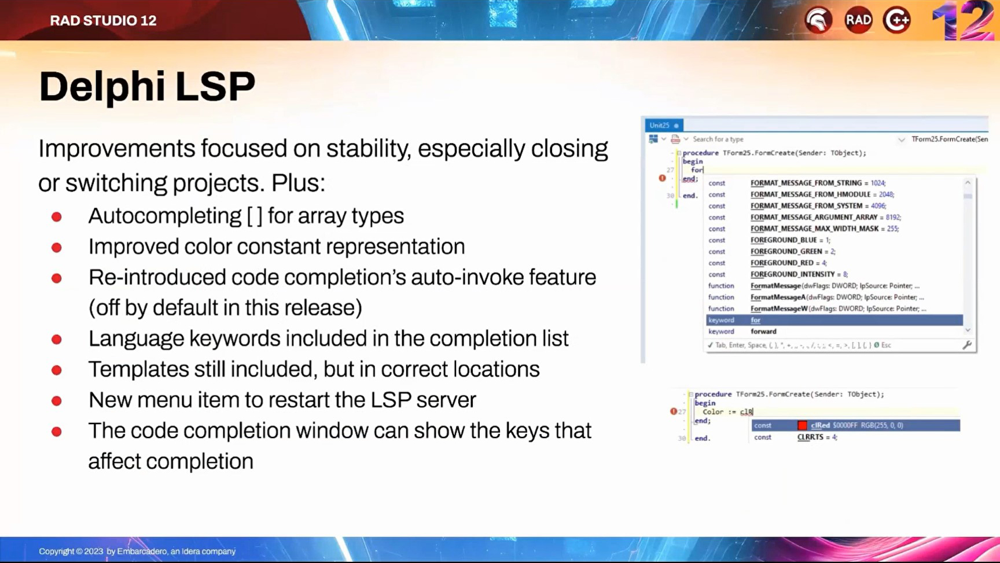 RAD STUDIO 12
RAD
C++
12
Delphi LSP
Improvements focused on stability, especially closing
or switching projects. Plus:
Autocompleting [ ] for array types
Improved color constant representation
Re-introduced code completion's auto-invoke feature
(off by default in this release)
Language keywords included in the completion list
Templates still included, but in correct locations
New menu item to restart the LSP server
The code completion window can show the keys that
affect completion
Unit25
Search for a type
TForm25.FormCreate(Sen
procedure TForm25.FormCreate(Sender: TObject);
begin
27 for
end;
30 end.
const FORMAT_MESSAGE_FROM_STRING = 1024;
const FORMAT_MESSAGE_FROM_HMODULE = 2048;
const FORMAT_MESSAGE_FROM_SYSTEM = 4096;
const FORMAT_MESSAGE_ARGUMENT_ARRAY = 8192;
const FORMAT_MESSAGE_MAX_WIDTH_MASK = 255;
const FOREGROUND_BLUE = 1;
const FOREGROUND_GREEN = 2;
const FOREGROUND_RED = 4;
const FOREGROUND_INTENSITY = 8;
function FormatMessage(dwFlags: DWORD; lpSource: Pointer; ...
function FormatMessageA(dwFlags: DWORD; lpSource: Pointer; ...
function FormatMessageW(dwFlags: DWORD; lpSource: Pointer; ...
keyword for
keyword forward
Tab, Enter, Space, Esc
procedure TForm25.FormCreate(Sender: TObject);
begin
27 Color := clR
end;
30 end.
const clRed $0000FF RGB(255, 0, 0)
const CLRRTS = 4;
Copyright © 2023 by Embarcadero, an Idera company